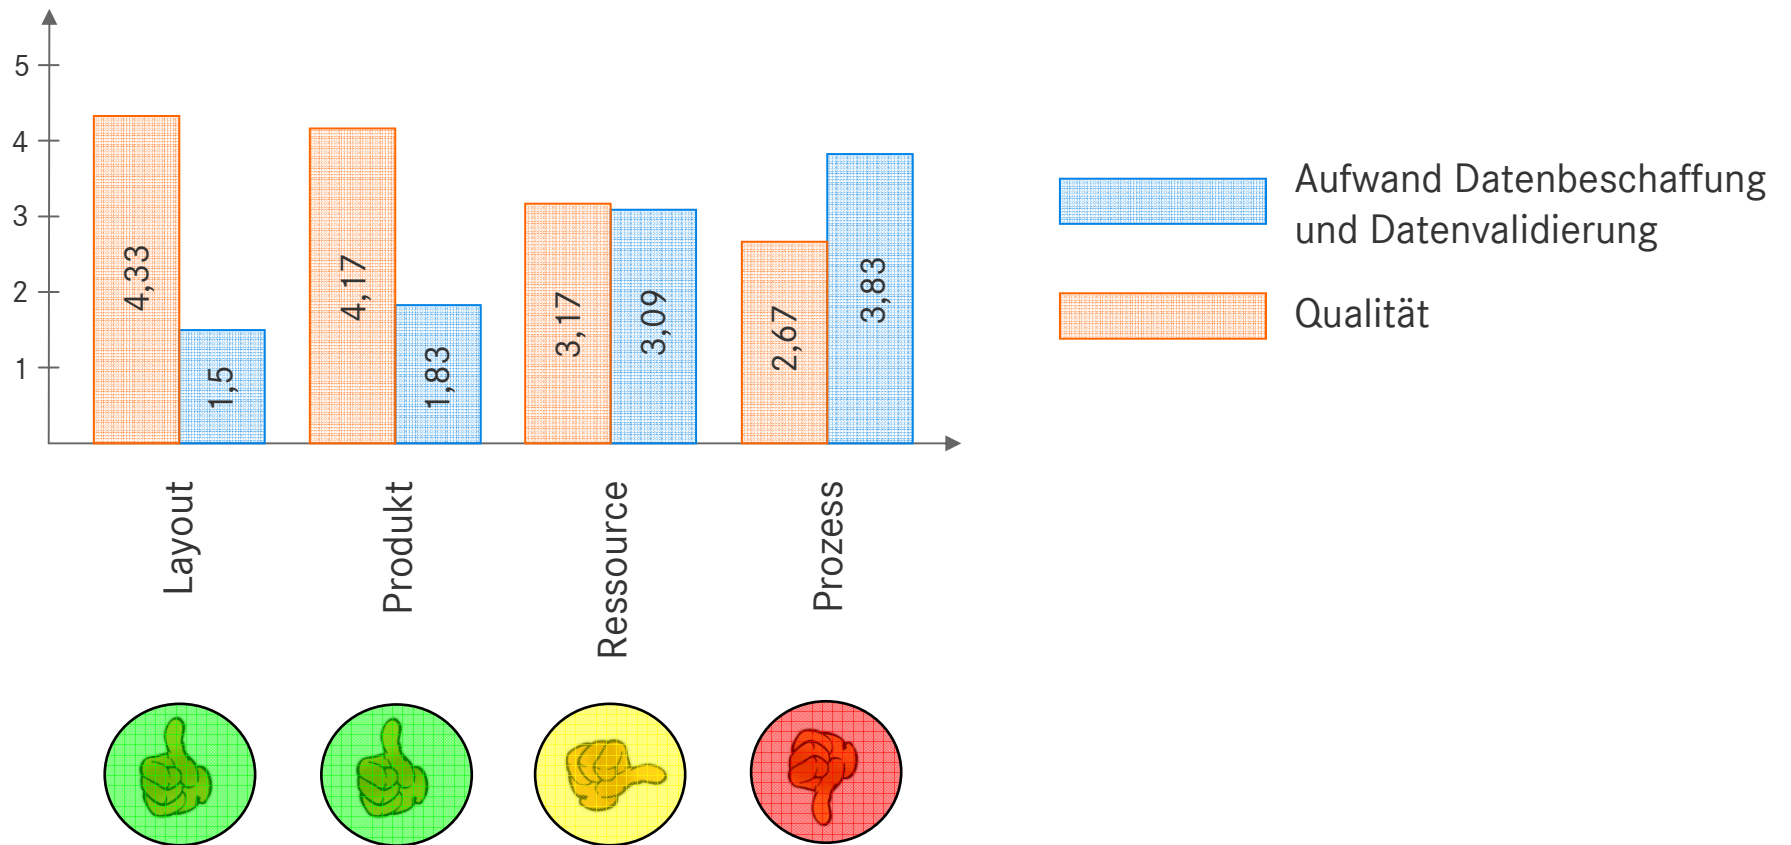 5
4
3
2
1
4,33
1,5
4,17
1,83
3,17
3,09
2,67
3,83
Layout
Produkt
Ressource
Prozess
Aufwand Datenbeschaffung
und Datenvalidierung
Qualität